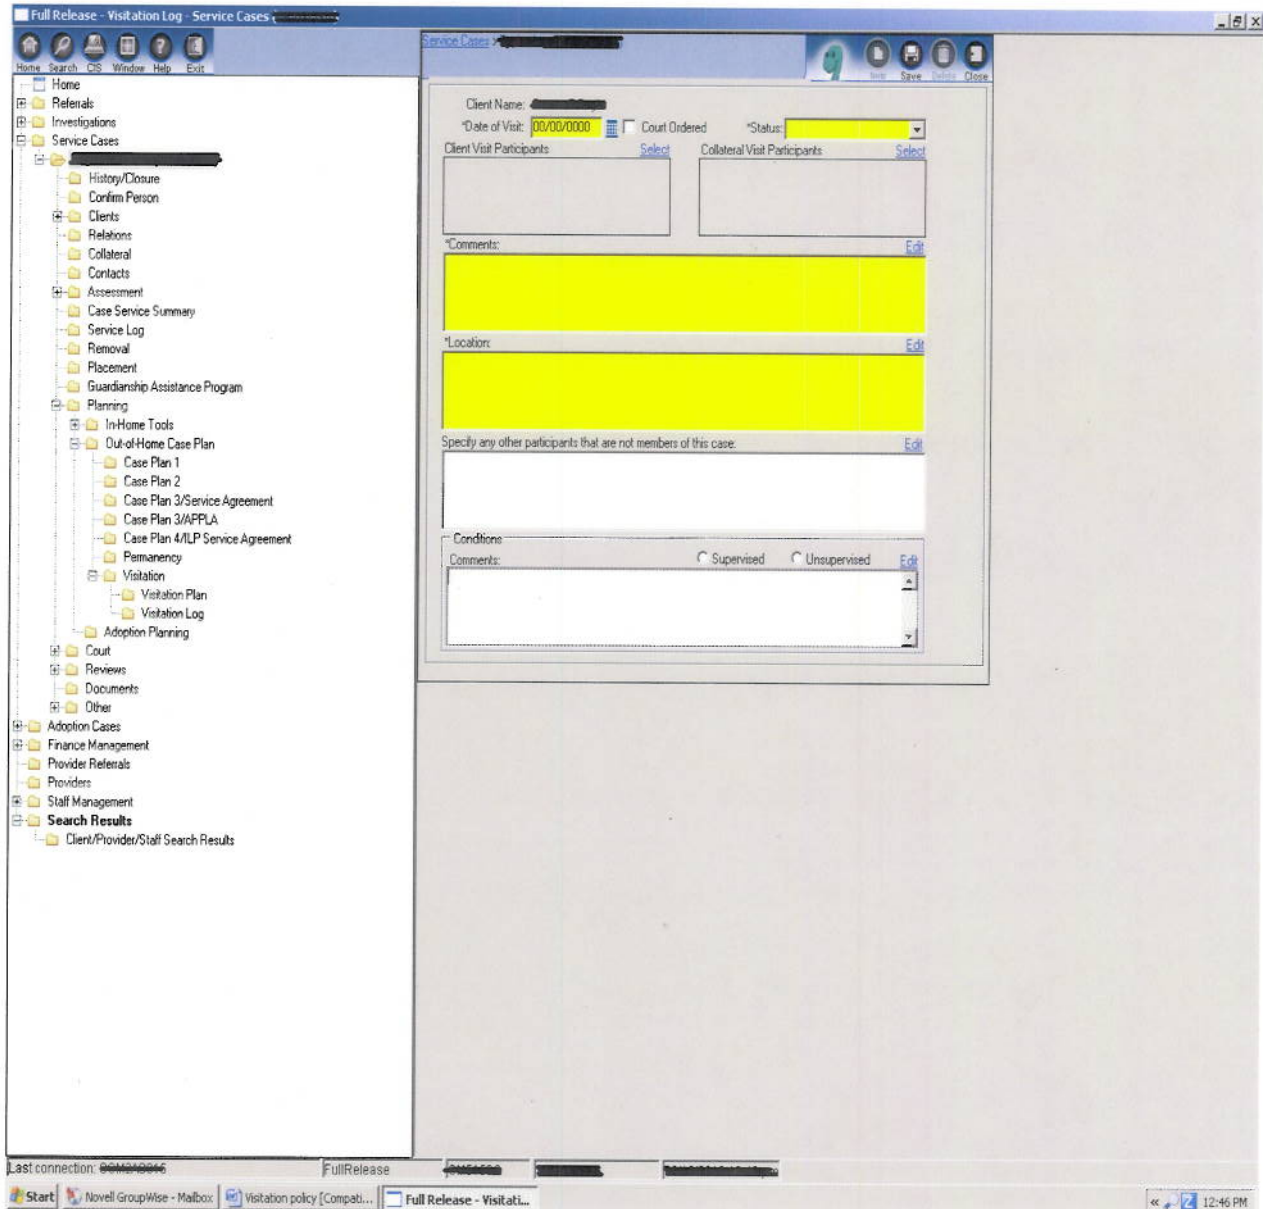 Full Release - Visitation Log - Service Cases
Home Search CIS Window Help Exit
Home
Referrals
Investigations
Service Cases
History/Closure
Confirm Person
Clients
Relations
Collateral
Contacts
Assessment
Case Service Summary
Service Log
Removal
Placement
Guardianship Assistance Program
Planning
In-Home Tools
Out-of-Home Case Plan
Case Plan 1
Case Plan 2
Case Plan 3/Service Agreement
Case Plan 3/APPLA
Case Plan 4/ILP Service Agreement
Permanency
Visitation
Visitation Plan
Visitation Log
Adoption Planning
Court
Reviews
Documents
Other
Adoption Cases
Finance Management
Provider Referrals
Providers
Staff Management
Search Results
Client/Provider/Staff Search Results
Service Cases >
New Save Delete Close
Client Name:
*Date of Visit: 00/00/0000 Court Ordered *Status:
Client Visit Participants Select Collateral Visit Participants Select
*Comments: Edit
*Location: Edit
Specify any other participants that are not members of this case: Edit
Conditions
Comments: Supervised Unsupervised Edit
Last connection: FullRelease
Start Novell GroupWise - Mailbox Visitation policy [Compati... Full Release - Visitati... « 12:46 PM